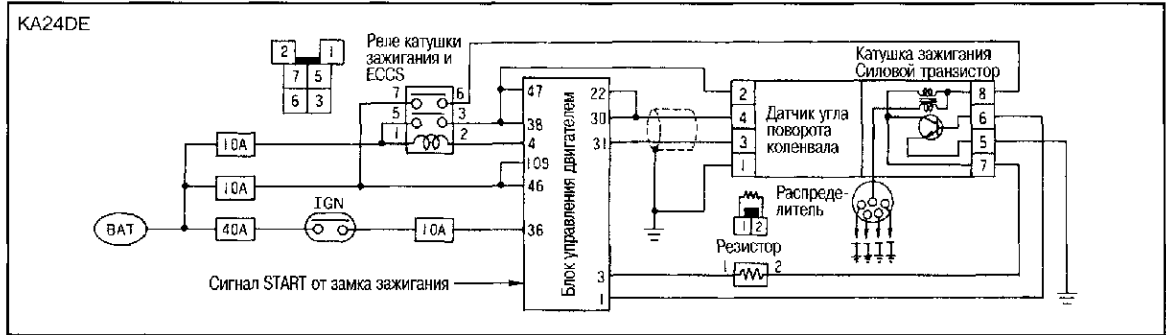 KA24DE
2 1
7 5
6 3
Реле катушки
зажигания и
ECCS
7 6
5 3
1 2
10A
10A
BAT
40A
IGN
10A
Сигнал START от замка зажигания
47
38
4
109
46
36
Блок управления двигателем
22
30
31
3
1
2
4
3
1
Датчик угла
поворота
коленвала
Катушка зажигания
Силовой транзистор
8
6
5
7
Распреде-
литель
1 2
Резистор
1 2